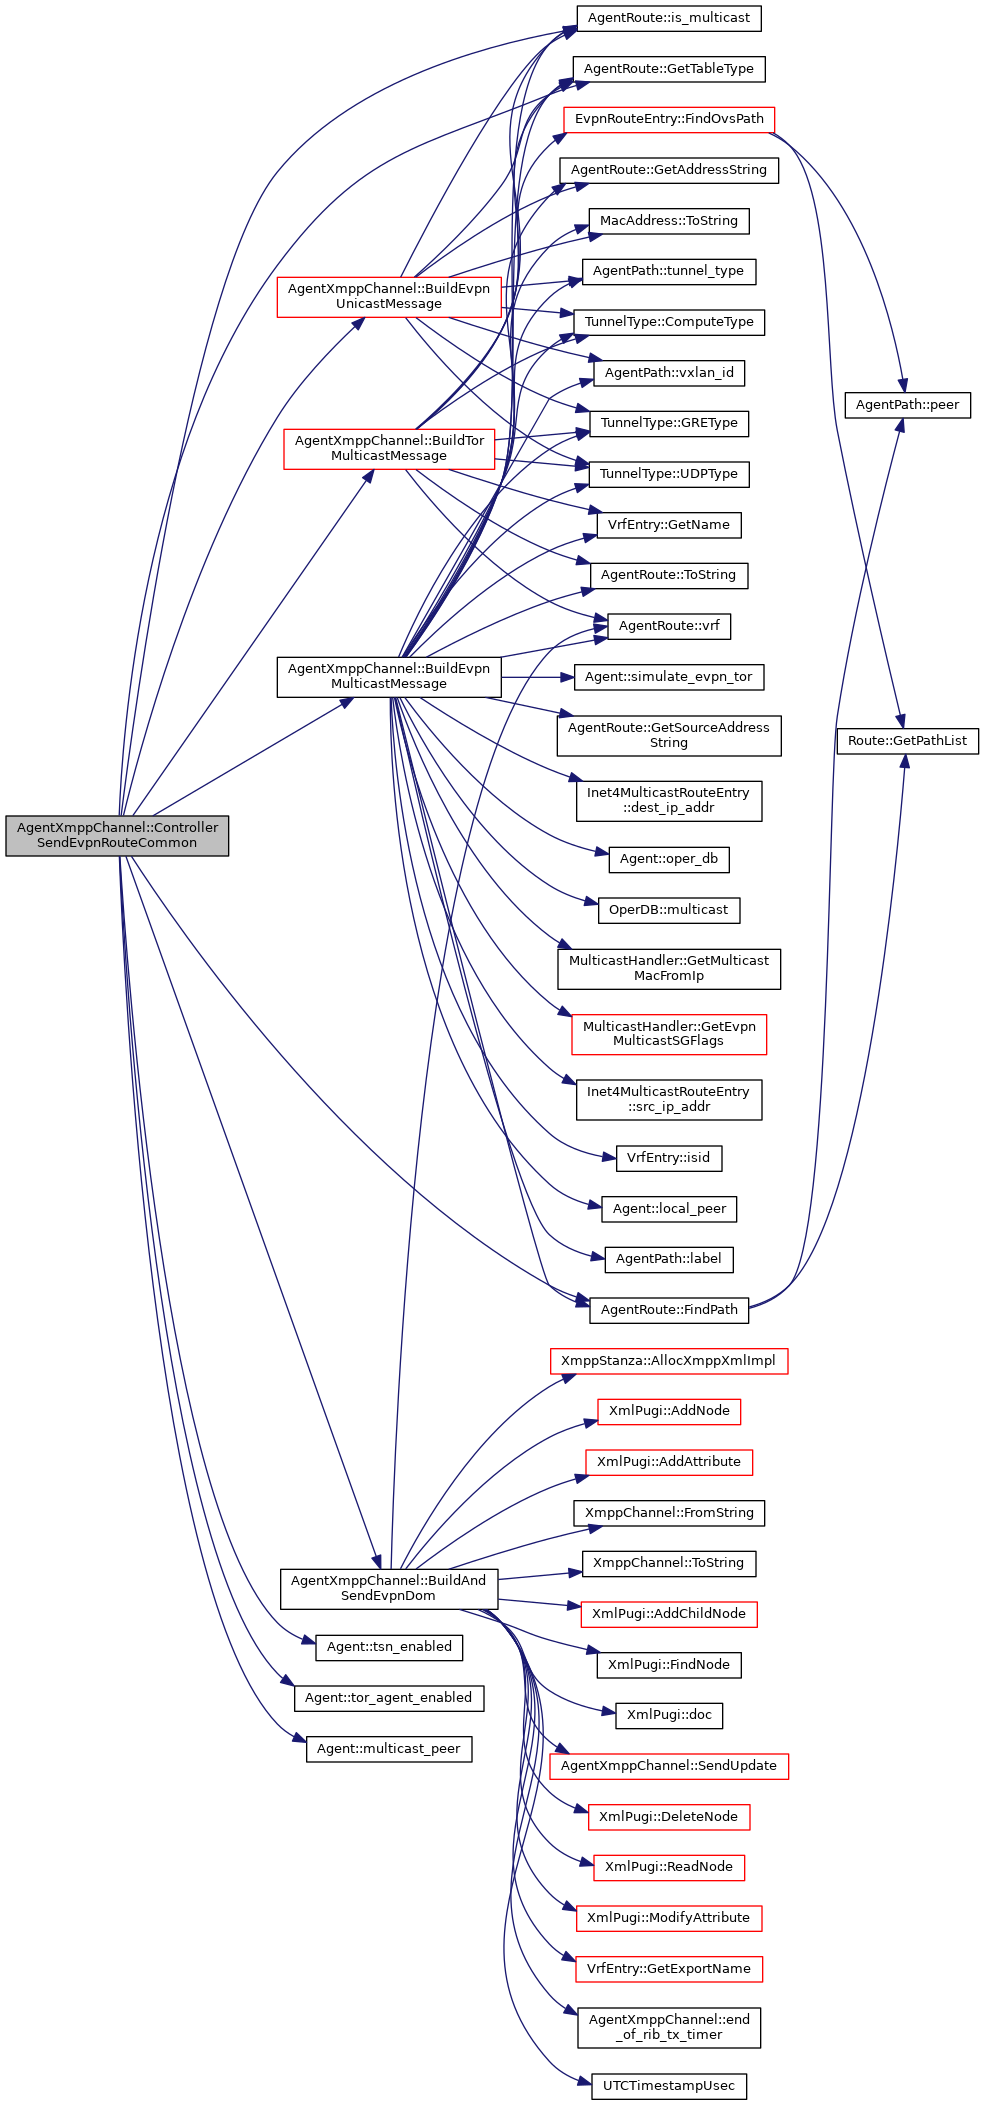 AgentRoute::is_multicast
AgentRoute::GetTableType
EvpnRouteEntry::FindOvsPath
AgentRoute::GetAddressString
MacAddress::ToString
AgentPath::tunnel_type
AgentXmppChannel::BuildEvpn
UnicastMessage
TunnelType::ComputeType
AgentPath::vxlan_id
AgentPath::peer
TunnelType::GREType
AgentXmppChannel::BuildTor
MulticastMessage
TunnelType::UDPType
VrfEntry::GetName
AgentRoute::ToString
AgentRoute::vrf
AgentXmppChannel::BuildEvpn
MulticastMessage
Agent::simulate_evpn_tor
AgentRoute::GetSourceAddress
String
Route::GetPathList
Inet4MulticastRouteEntry
::dest_ip_addr
AgentXmppChannel::Controller
SendEvpnRouteCommon
Agent::oper_db
OperDB::multicast
MulticastHandler::GetMulticast
MacFromIp
MulticastHandler::GetEvpn
MulticastSGFlags
Inet4MulticastRouteEntry
::src_ip_addr
VrfEntry::isid
Agent::local_peer
AgentPath::label
AgentRoute::FindPath
XmppStanza::AllocXmppXmlImpl
XmlPugi::AddNode
XmlPugi::AddAttribute
XmppChannel::FromString
XmppChannel::ToString
AgentXmppChannel::BuildAnd
SendEvpnDom
XmlPugi::AddChildNode
Agent::tsn_enabled
XmlPugi::FindNode
Agent::tor_agent_enabled
XmlPugi::doc
Agent::multicast_peer
AgentXmppChannel::SendUpdate
XmlPugi::DeleteNode
XmlPugi::ReadNode
XmlPugi::ModifyAttribute
VrfEntry::GetExportName
AgentXmppChannel::end
_of_rib_tx_timer
UTCTimestampUsec